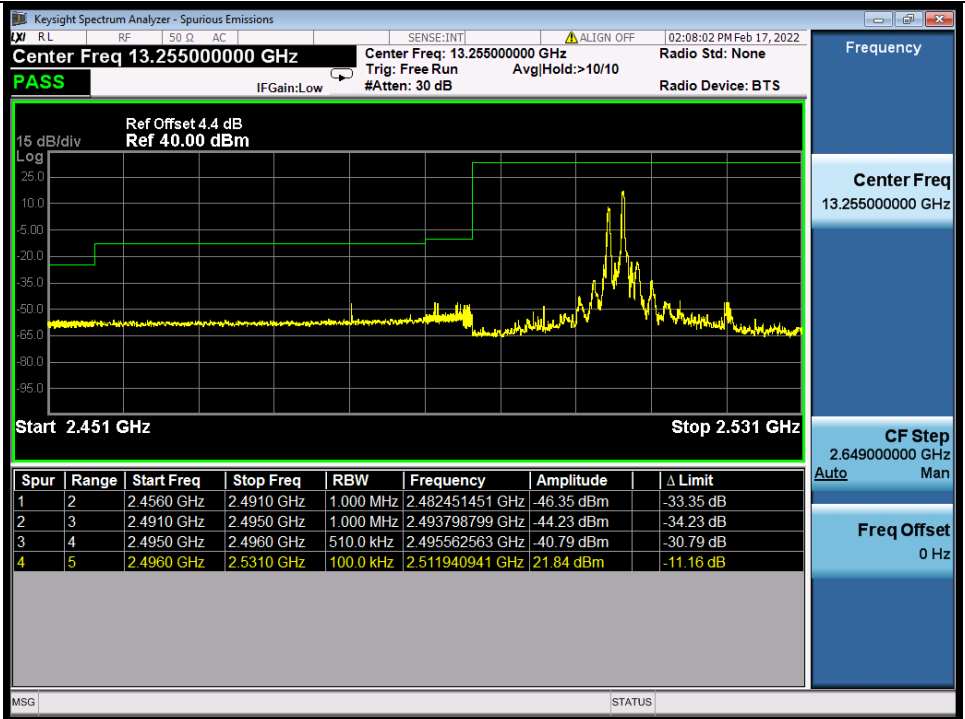 Keysight Spectrum Analyzer - Spurious Emissions
LXI RL RF 50 Ω AC SENSE:INT ALIGN OFF 02:08:02 PM Feb 17, 2022
Center Freq 13.255000000 GHz
PASS
IFGain:Low
Center Freq: 13.255000000 GHz
Trig: Free Run Avg|Hold:>10/10
#Atten: 30 dB
Radio Std: None
Radio Device: BTS
Ref Offset 4.4 dB
15 dB/div Ref 40.00 dBm
Log
25.0
10.0
-5.00
-20.0
-35.0
-50.0
-65.0
-80.0
-95.0
Start 2.451 GHz Stop 2.531 GHz
Spur Range Start Freq Stop Freq RBW Frequency Amplitude Δ Limit
1 2 2.4560 GHz 2.4910 GHz 1.000 MHz 2.482451451 GHz -46.35 dBm -33.35 dB
2 3 2.4910 GHz 2.4950 GHz 1.000 MHz 2.493798799 GHz -44.23 dBm -34.23 dB
3 4 2.4950 GHz 2.4960 GHz 510.0 kHz 2.495562563 GHz -40.79 dBm -30.79 dB
4 5 2.4960 GHz 2.5310 GHz 100.0 kHz 2.511940941 GHz 21.84 dBm -11.16 dB
Frequency
Center Freq
13.255000000 GHz
CF Step
2.649000000 GHz
Auto Man
Freq Offset
0 Hz
MSG STATUS